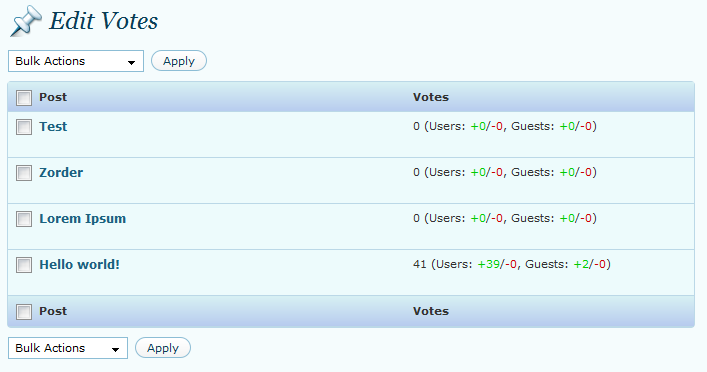 Edit Votes
Bulk Actions Apply
Post Votes
Test 0 (Users: +0/-0, Guests: +0/-0)
Zorder 0 (Users: +0/-0, Guests: +0/-0)
Lorem Ipsum 0 (Users: +0/-0, Guests: +0/-0)
Hello world! 41 (Users: +39/-0, Guests: +2/-0)
Post Votes
Bulk Actions Apply